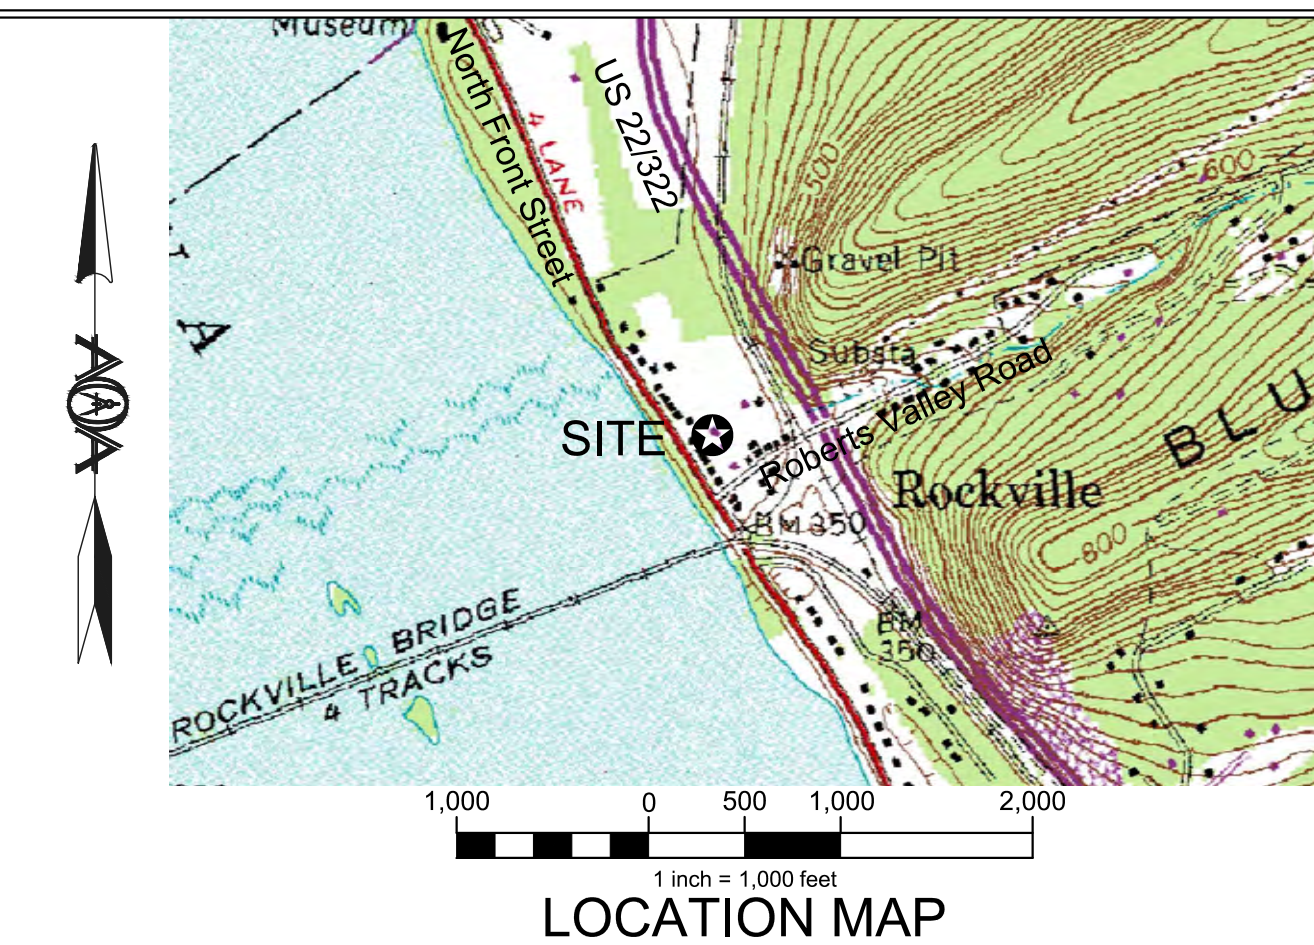 Museum
North Front Street
4 LANE
US 22/322
500
600
Gravel Pit
Substa
Roberts Valley Road
SITE
Rockville
BLU
BM 350
800
BM
350
ROCKVILLE BRIDGE
4 TRACKS
A
1,000 0 500 1,000 2,000
1 inch = 1,000 feet
LOCATION MAP